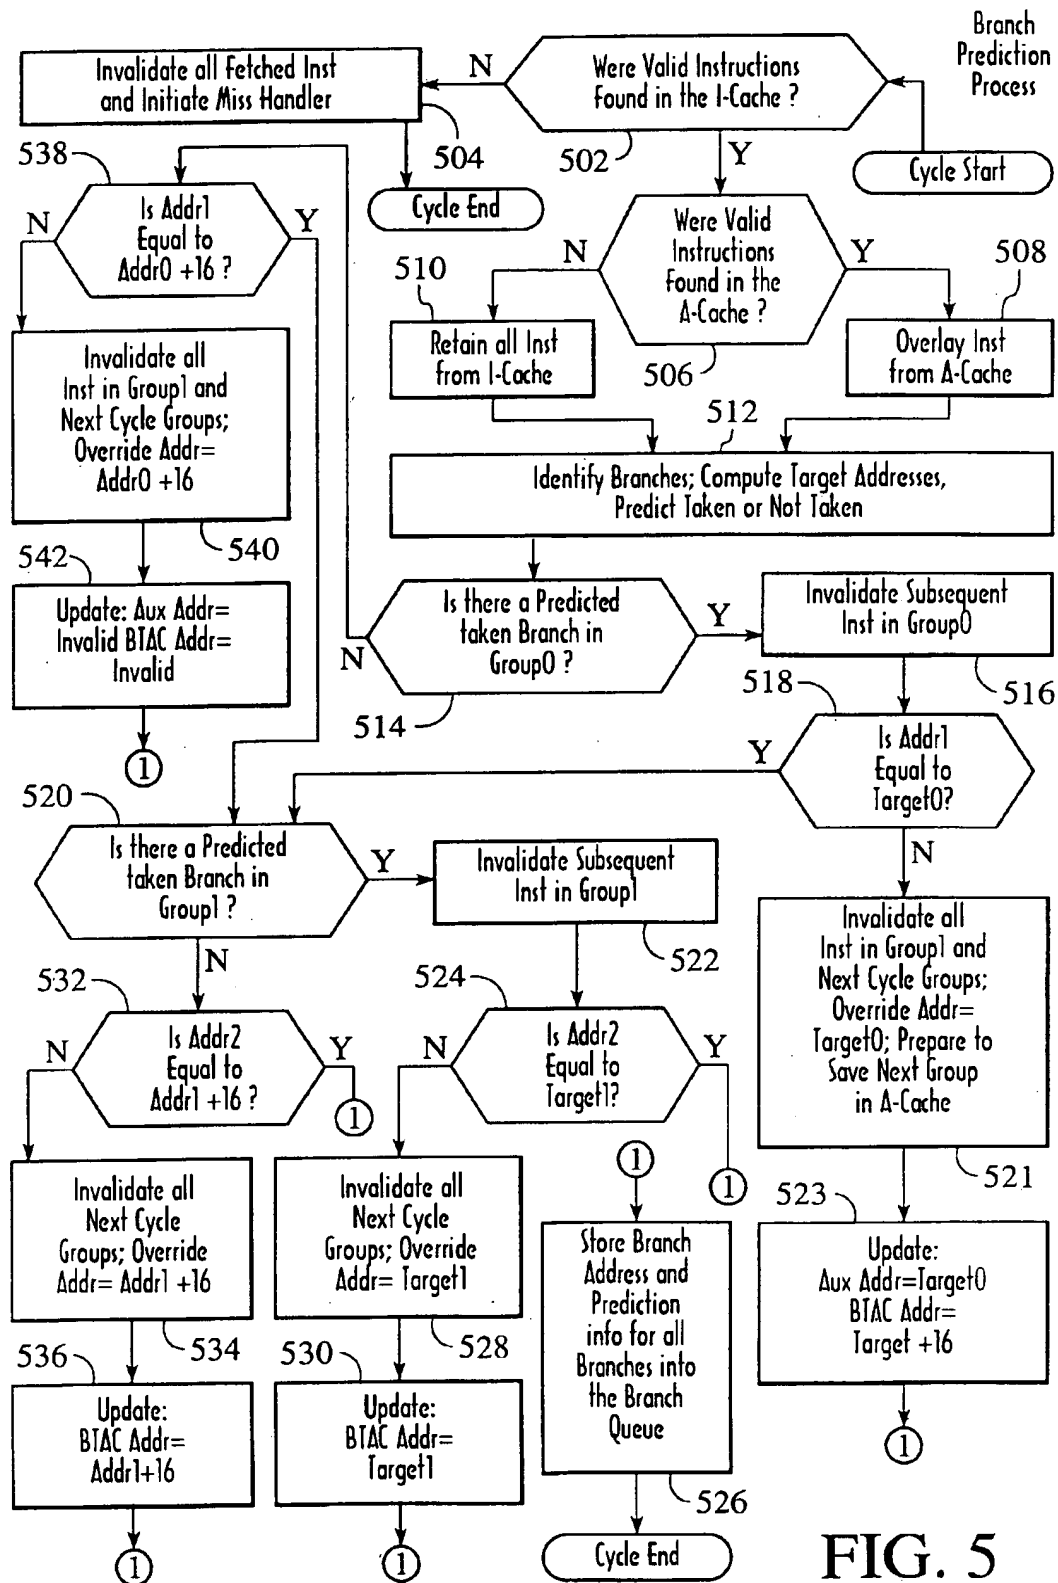 Branch
Prediction
Process
Invalidate all Fetched Inst
and Initiate Miss Handler
504
N
Were Valid Instructions
Found in the I-Cache ?
502
Y
Cycle Start
Cycle End
538
Is Addr1
Equal to
Addr0 +16 ?
N
Y
Were Valid
Instructions
Found in the
A-Cache ?
506
N
Y
510
Retain all Inst
from I-Cache
508
Overlay Inst
from A-Cache
Invalidate all
Inst in Group1 and
Next Cycle Groups;
Override Addr=
Addr0 +16
540
512
Identify Branches; Compute Target Addresses,
Predict Taken or Not Taken
542
Update: Aux Addr=
Invalid BTAC Addr=
Invalid
1
Is there a Predicted
taken Branch in
Group0 ?
514
N
Y
Invalidate Subsequent
Inst in Group0
516
518
Is Addr1
Equal to
Target0?
Y
N
520
Is there a Predicted
taken Branch in
Group1 ?
Y
N
Invalidate Subsequent
Inst in Group1
522
Invalidate all
Inst in Group1 and
Next Cycle Groups;
Override Addr=
Target0; Prepare to
Save Next Group
in A-Cache
521
532
Is Addr2
Equal to
Addr1 +16 ?
N
Y
1
524
Is Addr2
Equal to
Target1?
N
Y
1
Invalidate all
Next Cycle
Groups; Override
Addr= Addr1 +16
534
Invalidate all
Next Cycle
Groups; Override
Addr= Target1
528
1
Store Branch
Address and
Prediction
info for all
Branches into
the Branch
Queue
526
523
Update:
Aux Addr=Target0
BTAC Addr=
Target +16
1
536
Update:
BTAC Addr=
Addr1+16
1
530
Update:
BTAC Addr=
Target1
1
Cycle End
FIG. 5